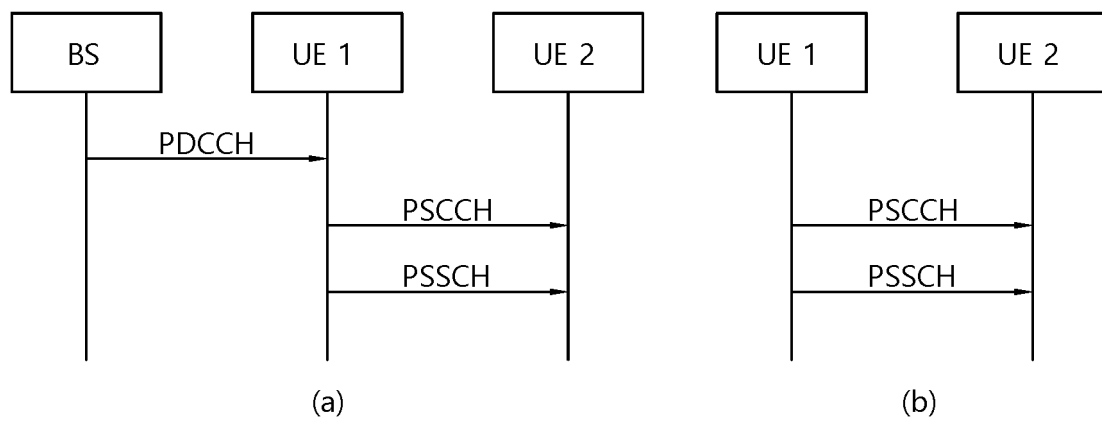 BS UE 1 UE 2 UE 1 UE 2
PDCCH
PSCCH PSCCH
PSSCH PSSCH
(a) (b)